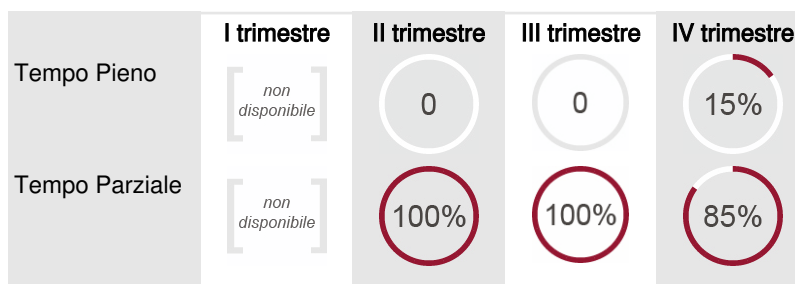 I trimestre II trimestre III trimestre IV trimestre
Tempo Pieno
non
disponibile
0
0
15%
Tempo Parziale
non
disponibile
100%
100%
85%